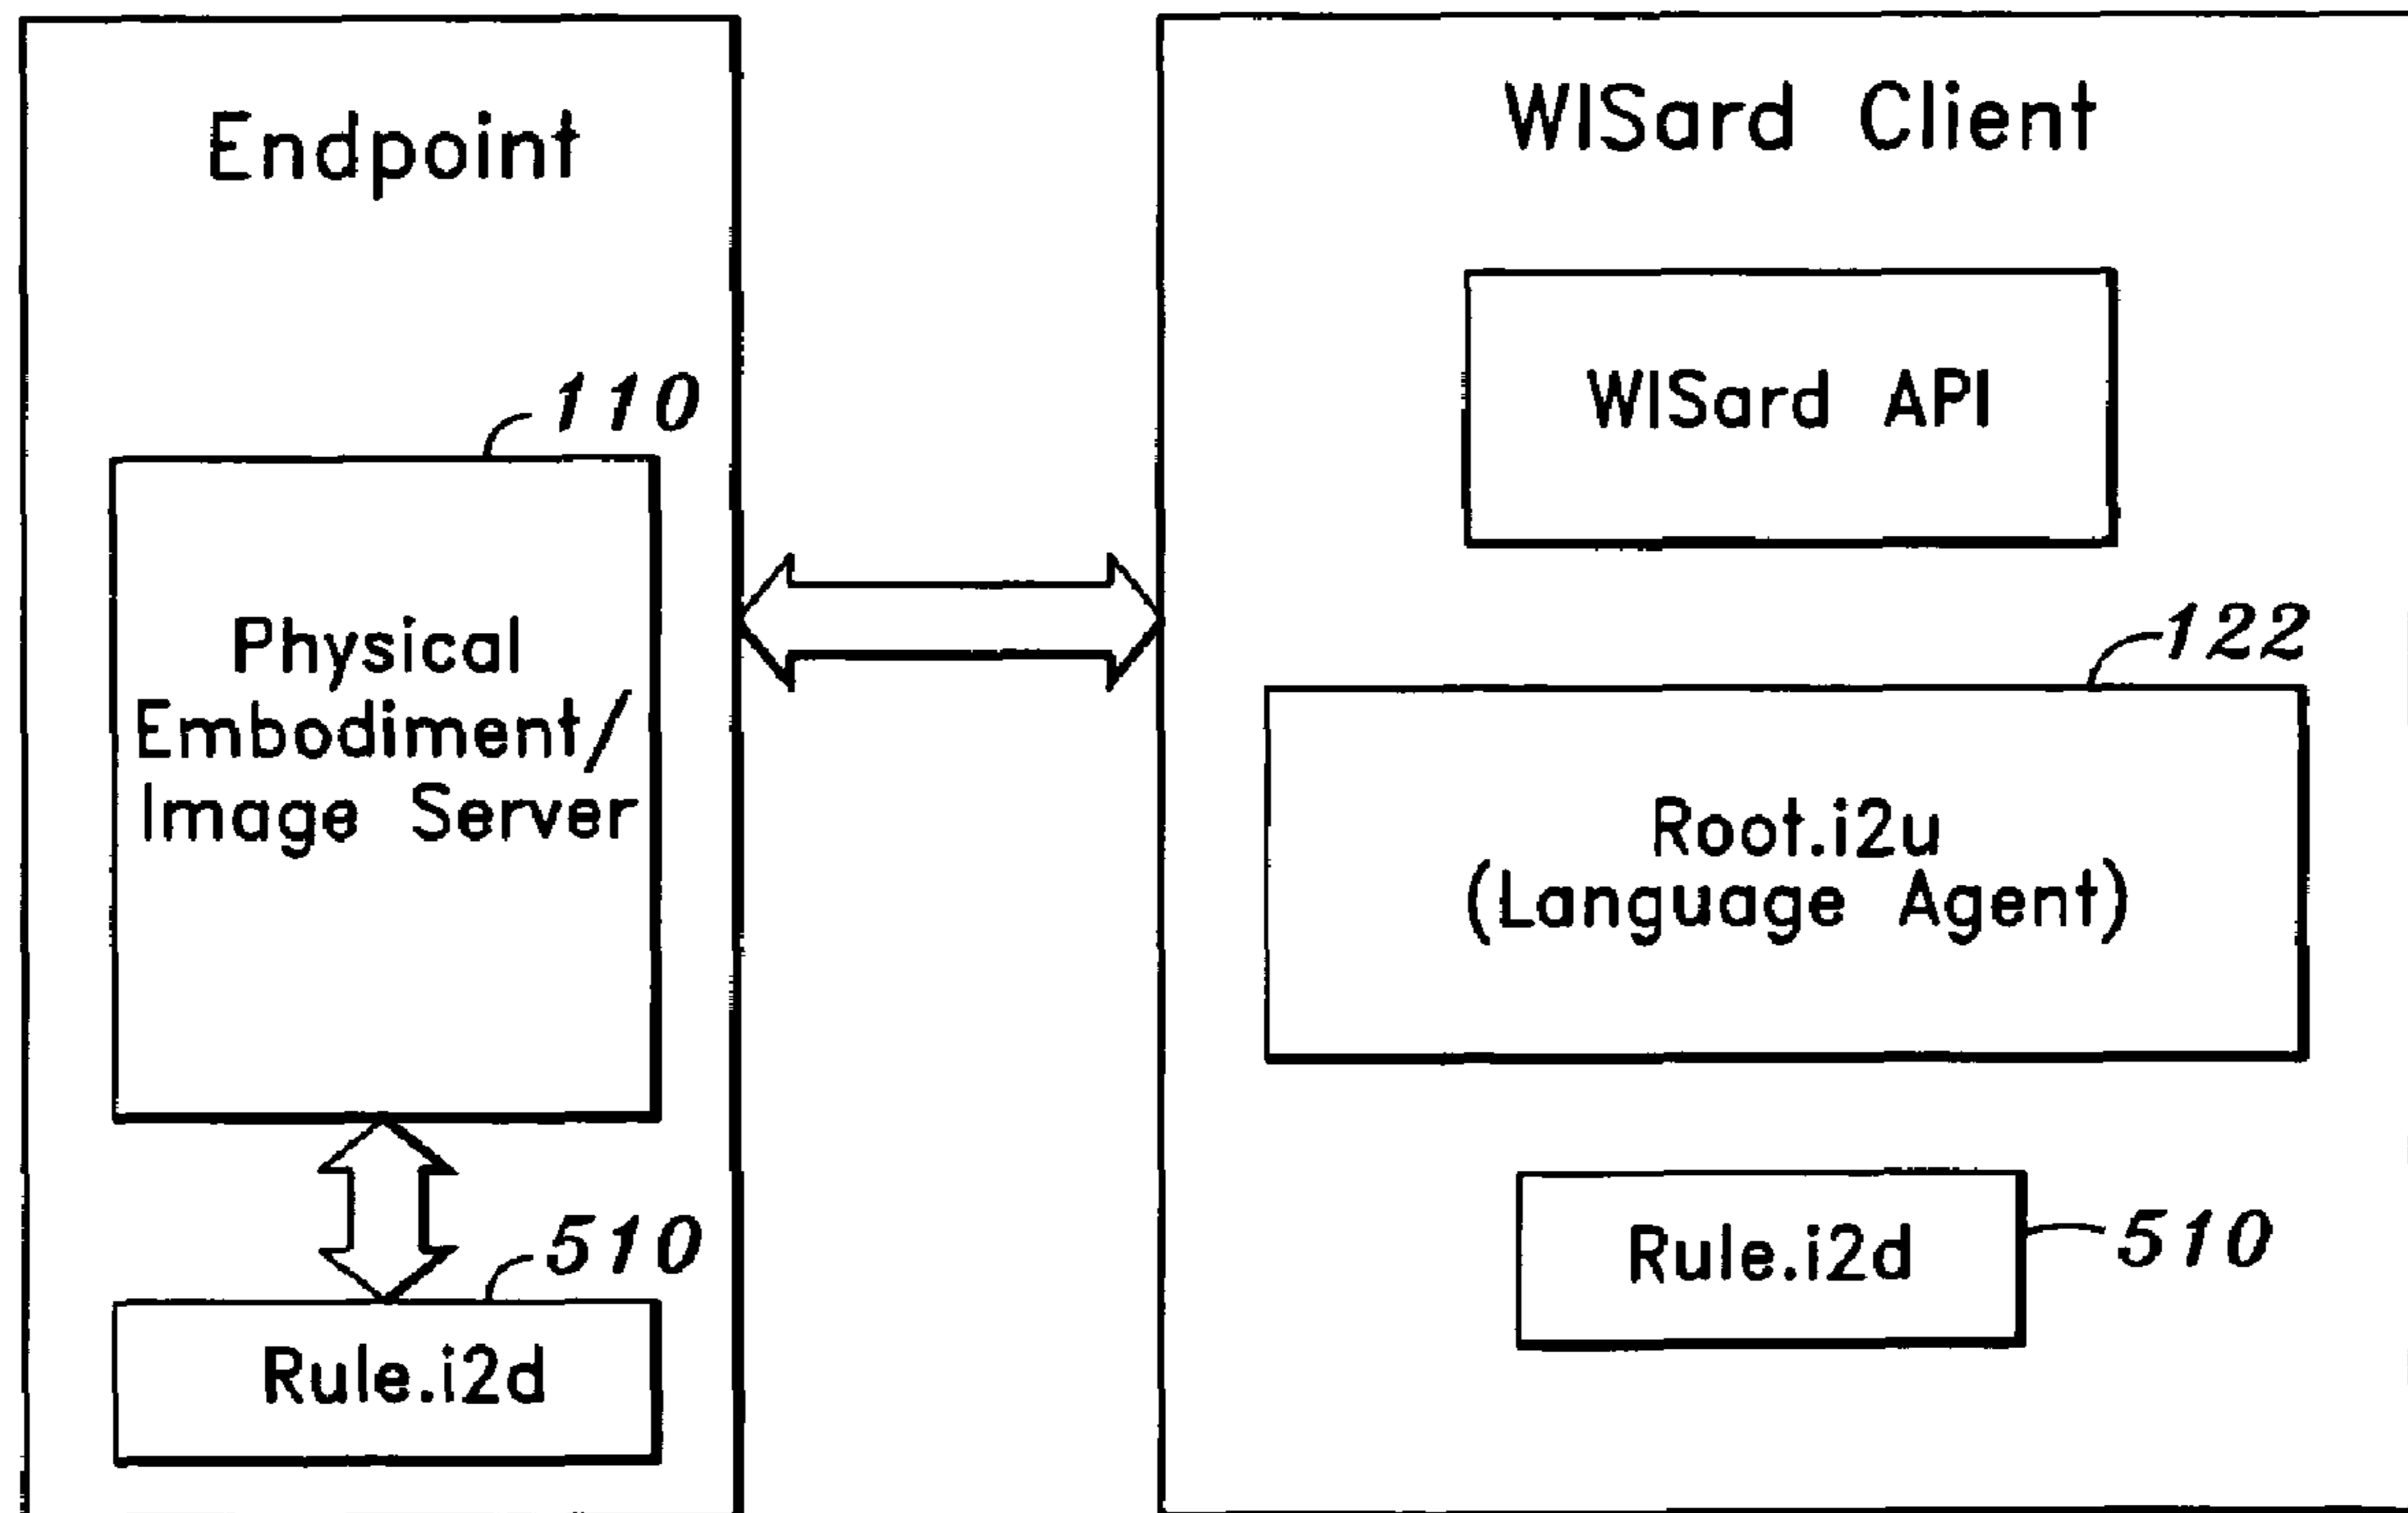 Endpoint
110
Physical
Embodiment/
Image Server
510
Rule.i2d
WISard Client
WISard API
122
Root.i2u
(Language Agent)
Rule.i2d
510